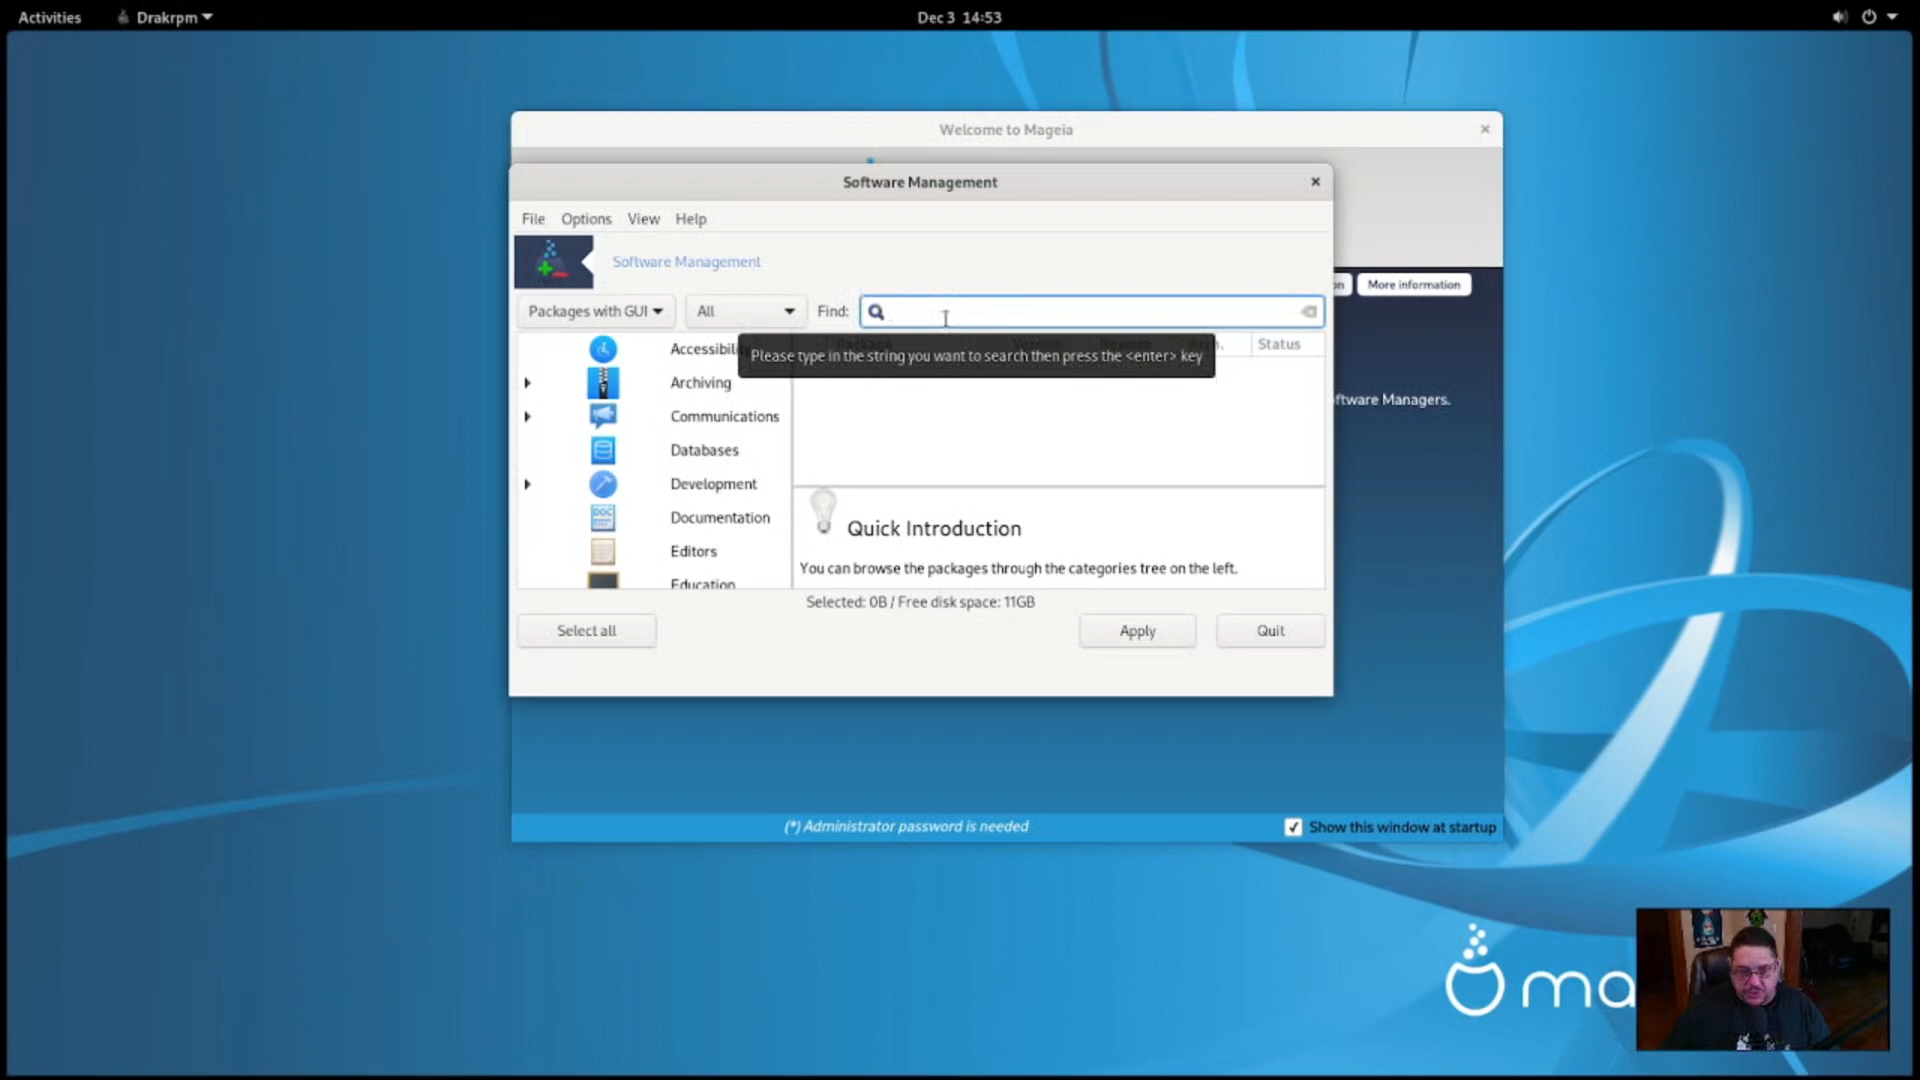 Activities
Drakrpm
Dec 3 14:53
Welcome to Mageia
Software Management
File Options View Help
Software Management
More information
Packages with GUI
All
Find:
Please type in the string you want to search then press the <enter> key
Status
Archiving
Communications
Databases
Development
Documentation
DOC
Editors
Education
Quick Introduction
You can browse the packages through the categories tree on the left.
Selected: 0B / Free disk space: 11GB
Select all
Apply
Quit
ftware Managers.
(*) Administrator password is needed
Show this window at startup
ma